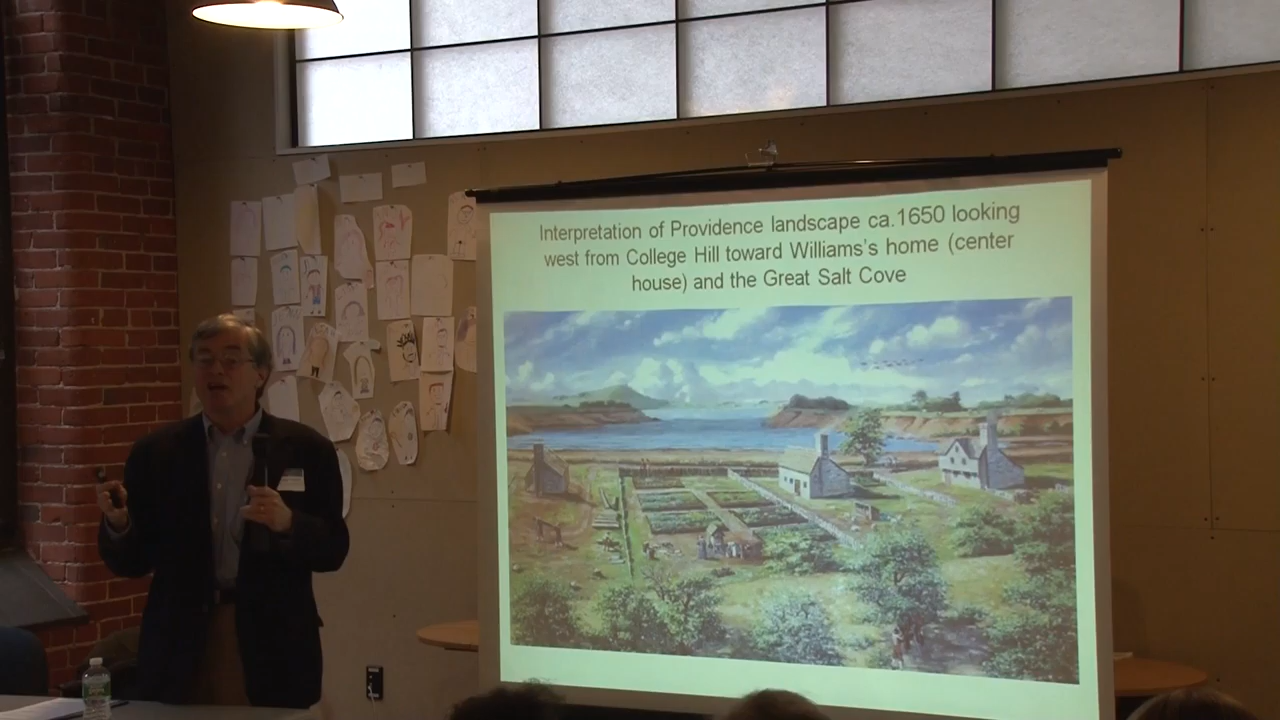 Interpretation of Providence landscape ca.1650 looking
west from College Hill toward Williams's home (center
house) and the Great Salt Cove